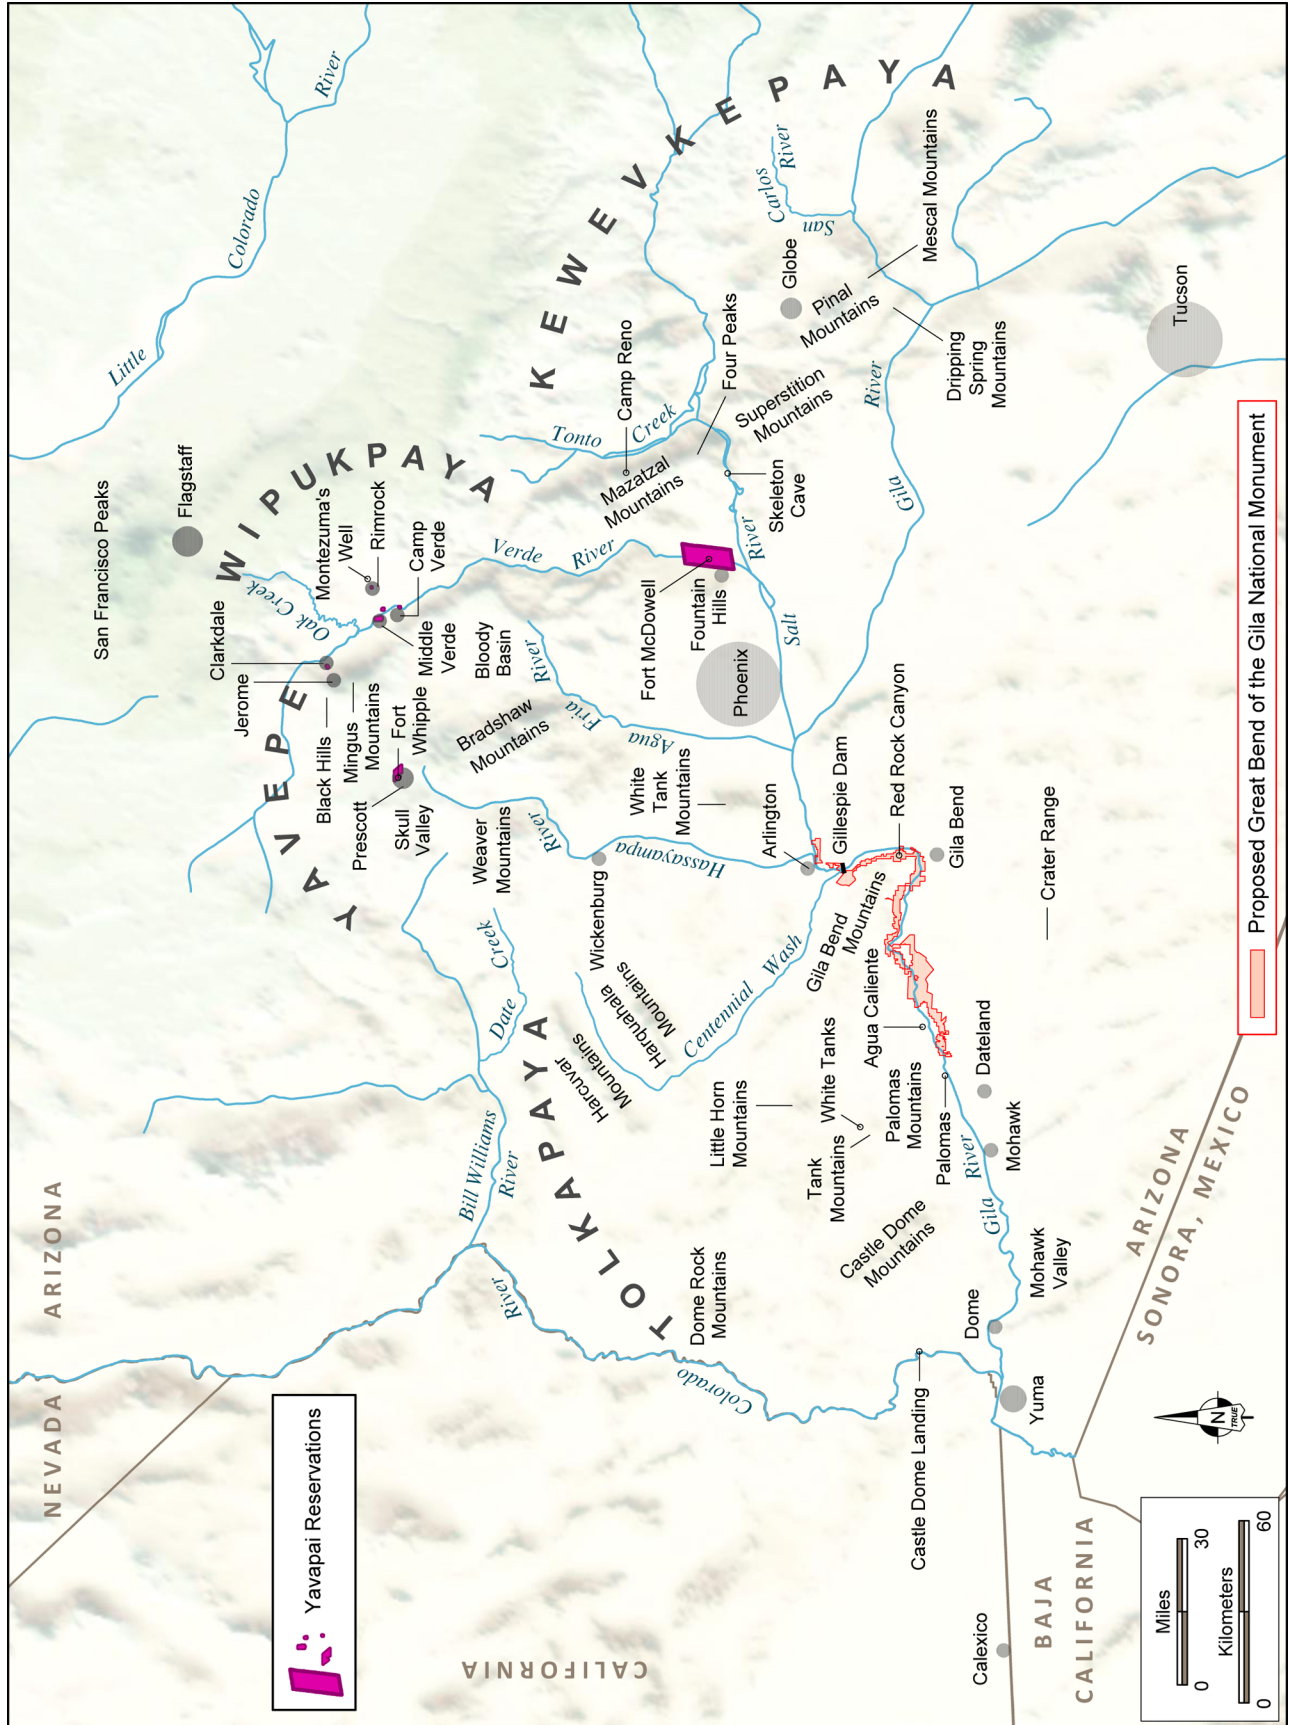 NEVADA
ARIZONA
CALIFORNIA
BAJA
CALIFORNIA
ARIZONA
SONORA, MEXICO
Yavapai Reservations
San Francisco Peaks
Flagstaff
Little
Colorado
River
YAVEPE
WIPUKPAYA
KEWEVKEPAYA
TOLKAPAYA
Oak Creek
Clarkdale
Jerome
Montezuma's
Well
Rimrock
Camp
Verde
Middle
Verde
Black Hills
Mingus
Mountains
Prescott
Fort
Whipple
Skull
Valley
Bloody
Basin
Bradshaw
Mountains
Weaver
Mountains
Verde
River
Agua
Fria
River
Hassayampa
River
Wickenburg
Date
Creek
Bill Williams
River
Colorado
River
Harcuvar
Mountains
Harquahala
Mountains
Centennial
Wash
White
Tank
Mountains
Tonto
Creek
Camp Reno
Mazatzal
Mountains
Four Peaks
Superstition
Mountains
Skeleton
Cave
Fort McDowell
Fountain
Hills
Salt
River
Phoenix
Globe
Pinal
Mountains
San
Carlos
River
Mescal Mountains
Dripping
Spring
Mountains
Gila
River
Tucson
Arlington
Gillespie Dam
Red Rock Canyon
Gila Bend
Gila Bend
Mountains
Crater Range
Agua Caliente
Little Horn
Mountains
White Tanks
Tank
Mountains
Palomas
Mountains
Palomas
Dateland
Mohawk
Gila
River
Mohawk
Valley
Castle Dome
Mountains
Dome Rock
Mountains
Dome
Castle Dome Landing
Yuma
Calexico
N
TRUE
Miles
0
30
Kilometers
0
60
Proposed Great Bend of the Gila National Monument